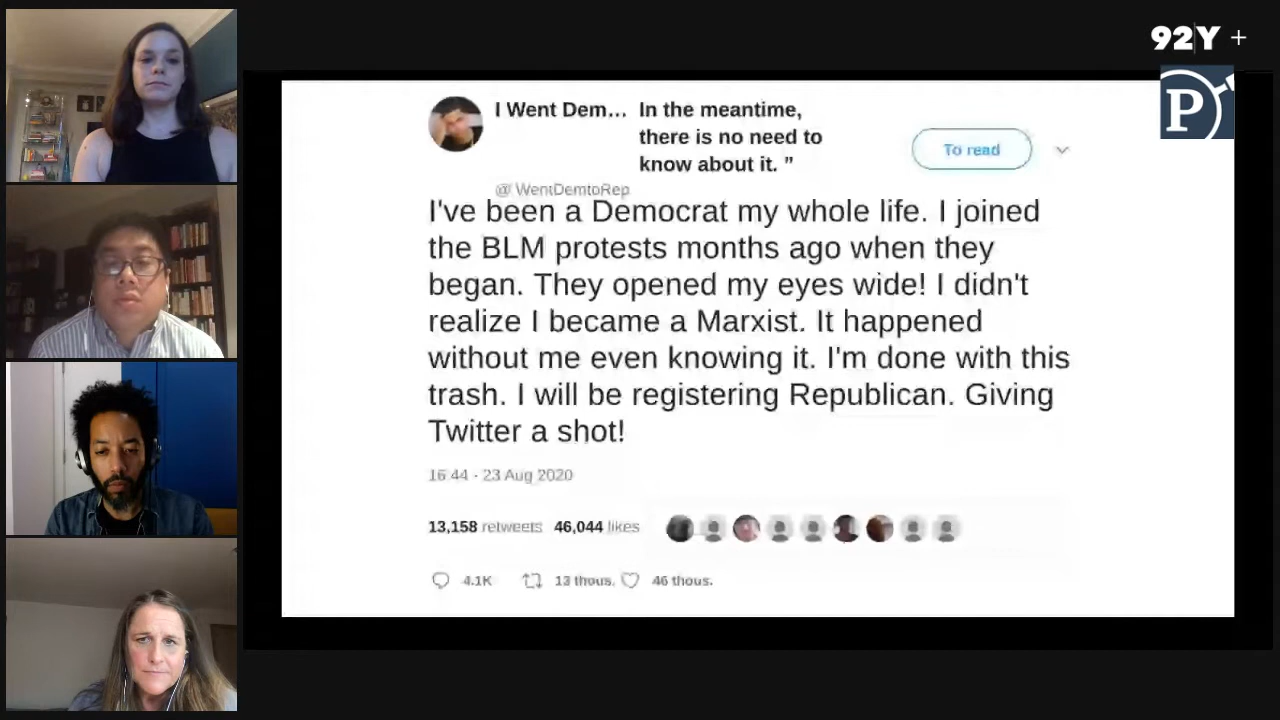 92Y +
P
I Went Dem... In the meantime,
there is no need to
know about it. ”
@ WentDemtoRep
To read
I've been a Democrat my whole life. I joined
the BLM protests months ago when they
began. They opened my eyes wide! I didn't
realize I became a Marxist. It happened
without me even knowing it. I'm done with this
trash. I will be registering Republican. Giving
Twitter a shot!
16:44 - 23 Aug 2020
13,158 retweets 46,044 likes
4.1K 13 thous. 46 thous.